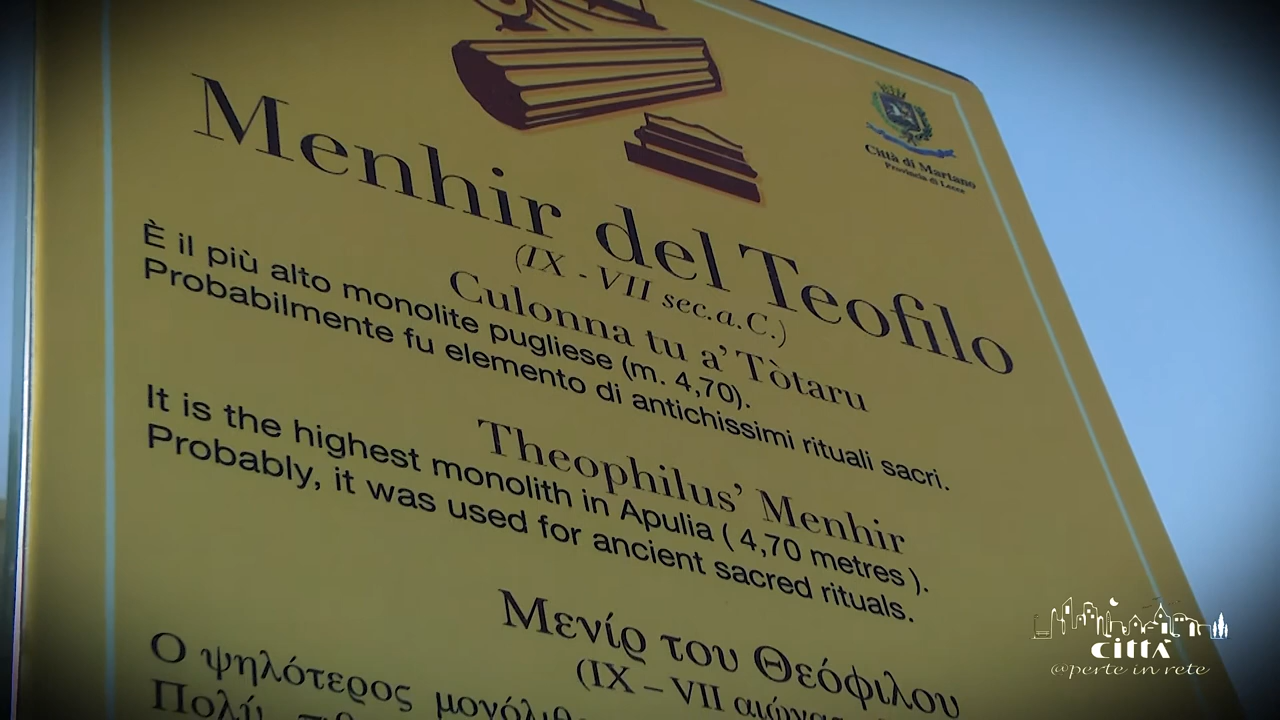 Città di Martano
Provincia di Lecce
Menhir del Teofilo
(IX - VII sec.a.C.)
Culonna tu a' Tòtaru
È il più alto monolite pugliese (m. 4,70).
Probabilmente fu elemento di antichissimi rituali sacri.
Theophilus' Menhir
It is the highest monolith in Apulia ( 4,70 metres ).
Probably, it was used for ancient sacred rituals.
Μενίρ του Θεόφιλου
(IX – VII
Ο ψηλότερος
Πολύ
città
@perte in rete